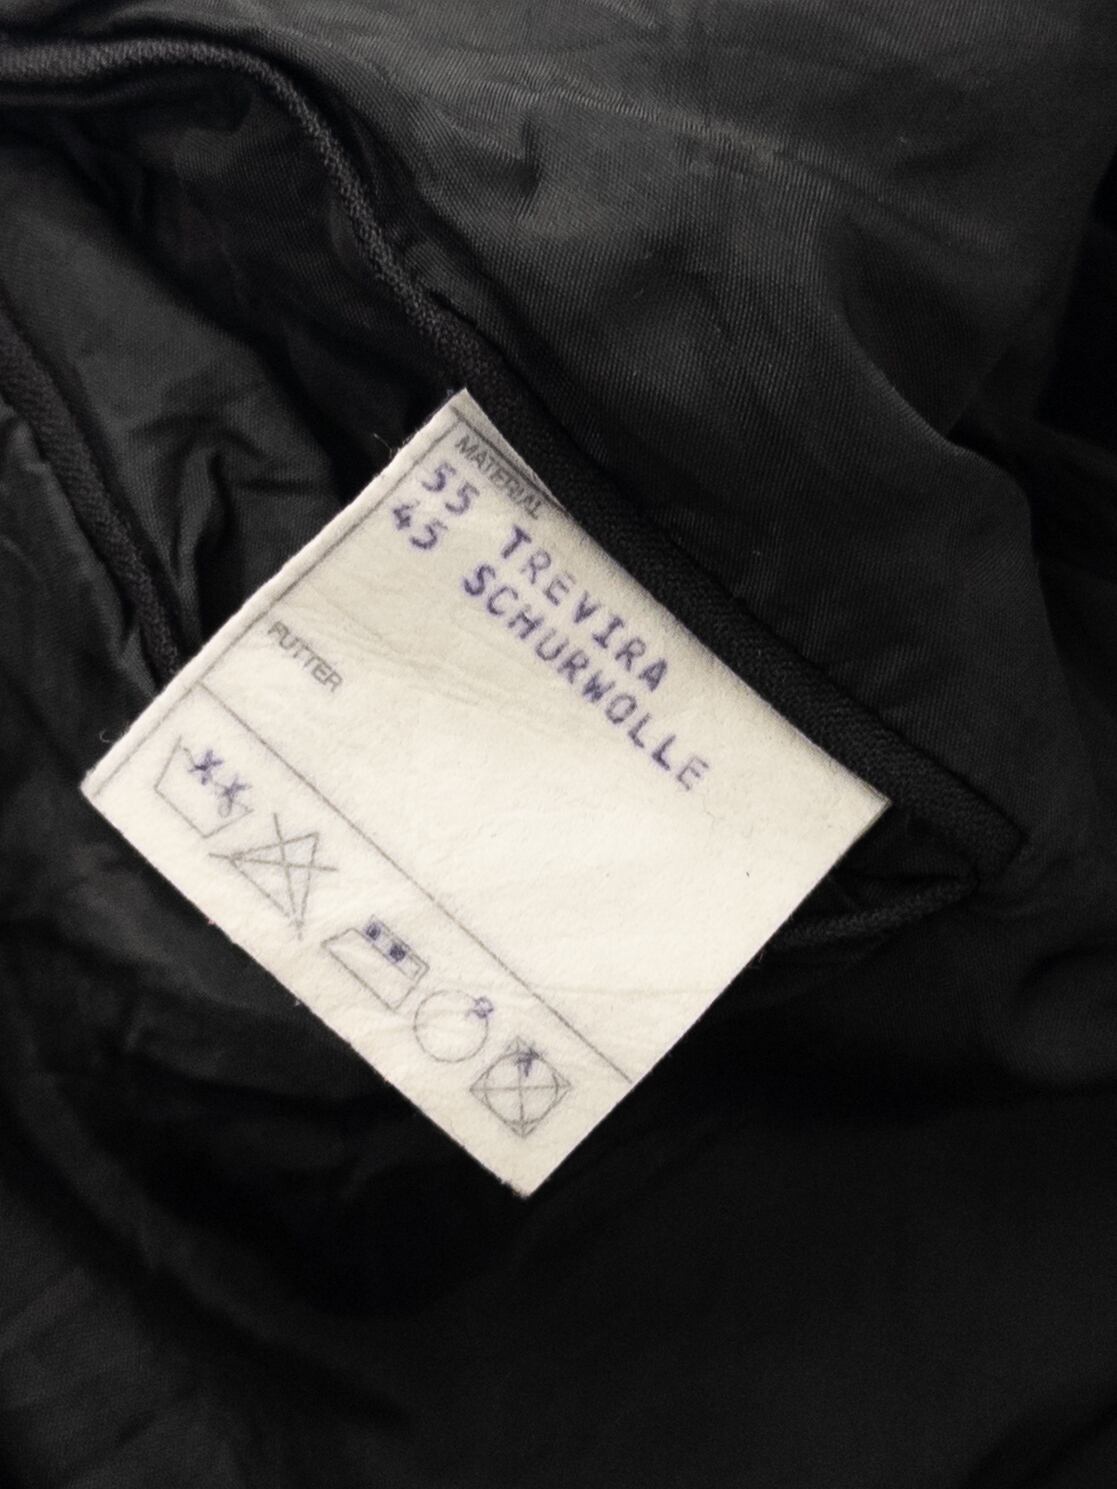 MATERIAL
55 TREVIRA
45 SCHURWOLLE
FUTTER
P